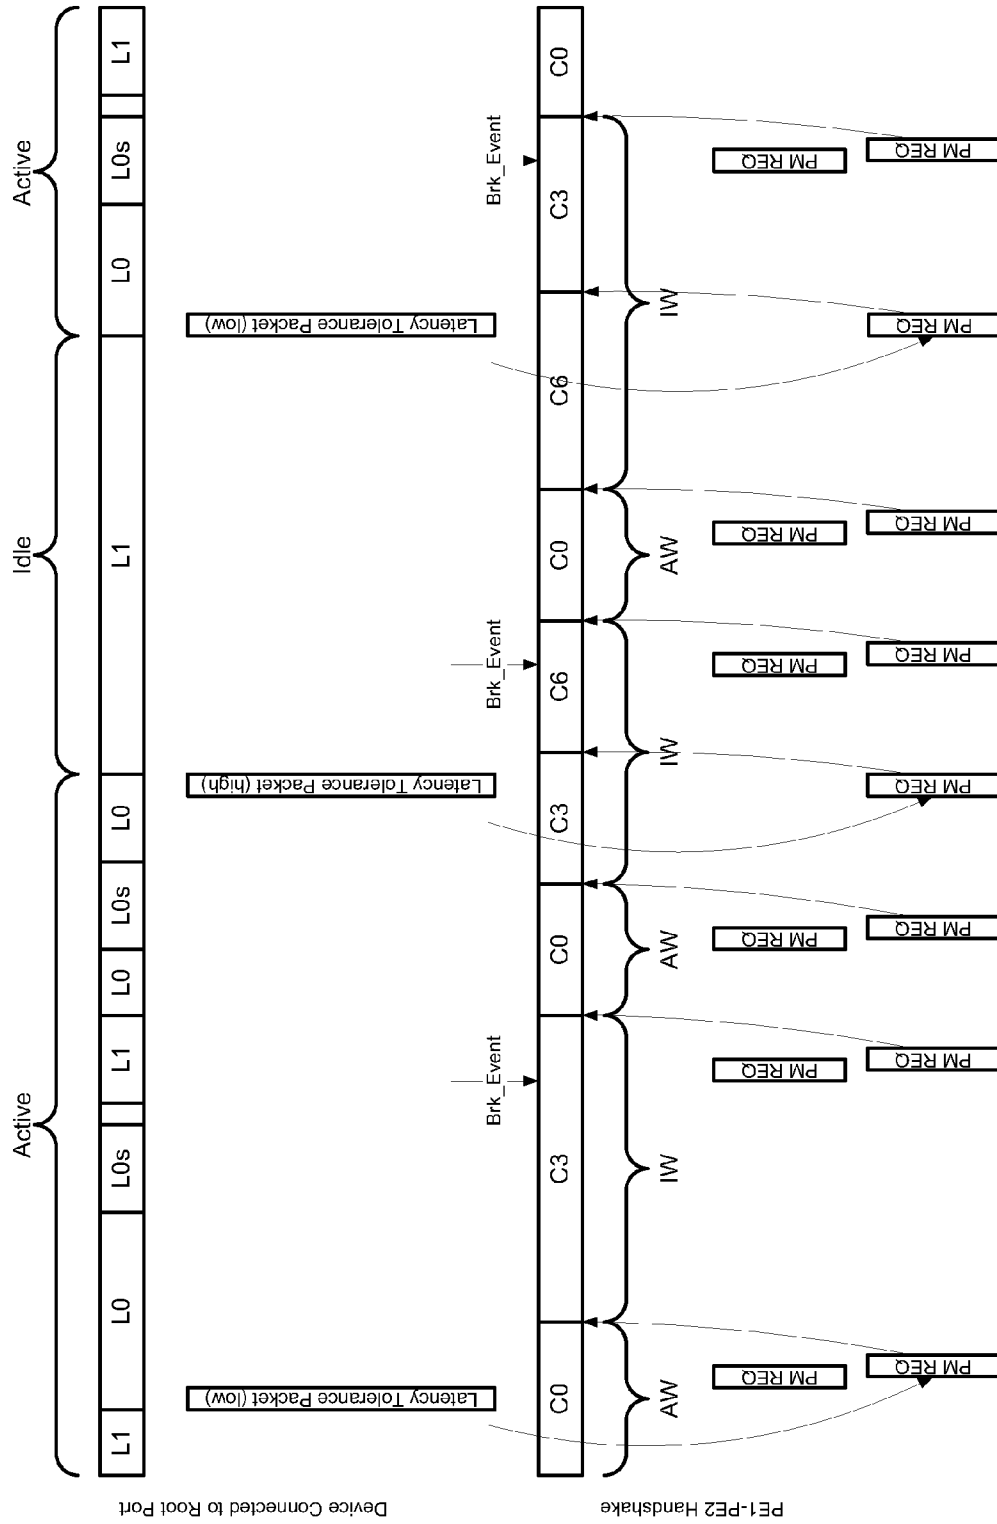 Device Connected to Root Port
Active
Idle
Active
L1
L0
L0s
L1
L0
L0s
L0
L1
L0
L0s
L1
Latency Tolerance Packet (low)
Latency Tolerance Packet (high)
Latency Tolerance Packet (low)
PE1-PE2 Handshake
Brk_Event
Brk_Event
Brk_Event
C0
C3
C0
C3
C6
C0
C6
C3
C0
AW
IW
AW
IW
AW
IW
PM REQ
PM REQ
PM REQ
PM REQ
PM REQ
PM REQ
PM REQ
PM REQ
PM REQ
PM REQ
PM REQ
PM REQ
PM REQ
PM REQ